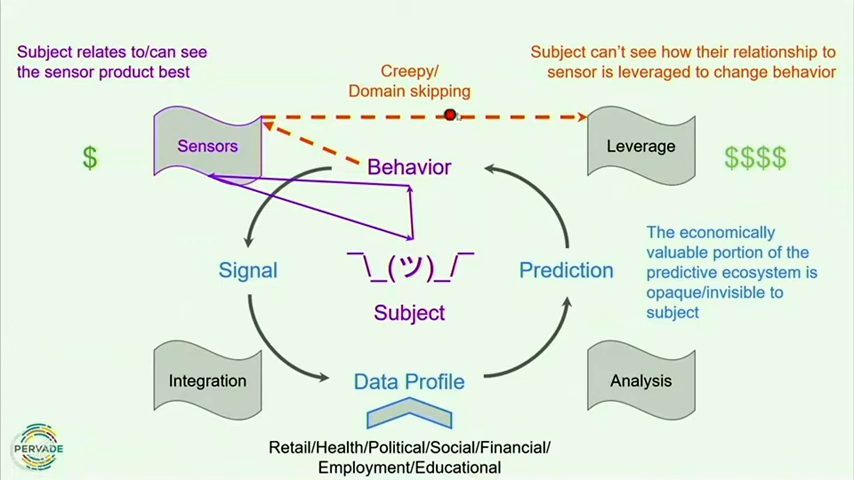 Subject relates to/can see
the sensor product best
Subject can't see how their relationship to
sensor is leveraged to change behavior
Creepy/
Domain skipping
Sensors
Leverage
$
$$$$
Behavior
The economically
valuable portion of the
predictive ecosystem is
opaque/invisible to
subject
Signal
¯\_(ツ)_/¯
Prediction
Subject
Integration
Data Profile
Analysis
Retail/Health/Political/Social/Financial/
Employment/Educational
PERVADE